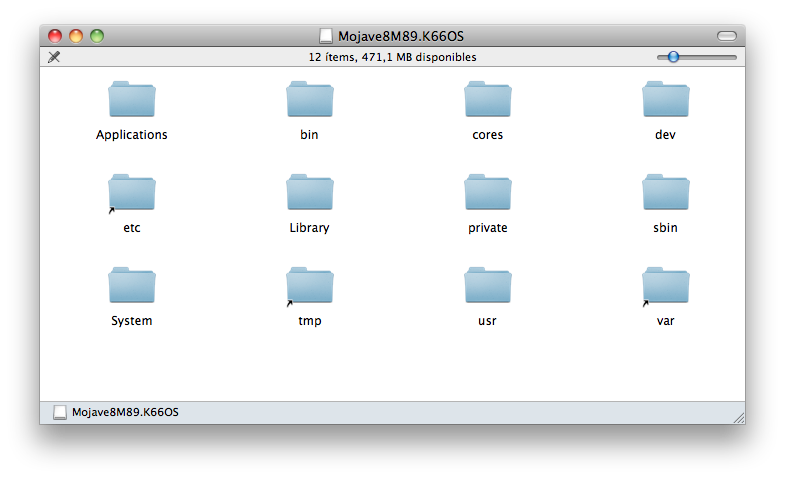 Mojave8M89.K66OS
12 ítems, 471,1 MB disponibles
Applications bin cores dev
etc Library private sbin
System tmp usr var
Mojave8M89.K66OS